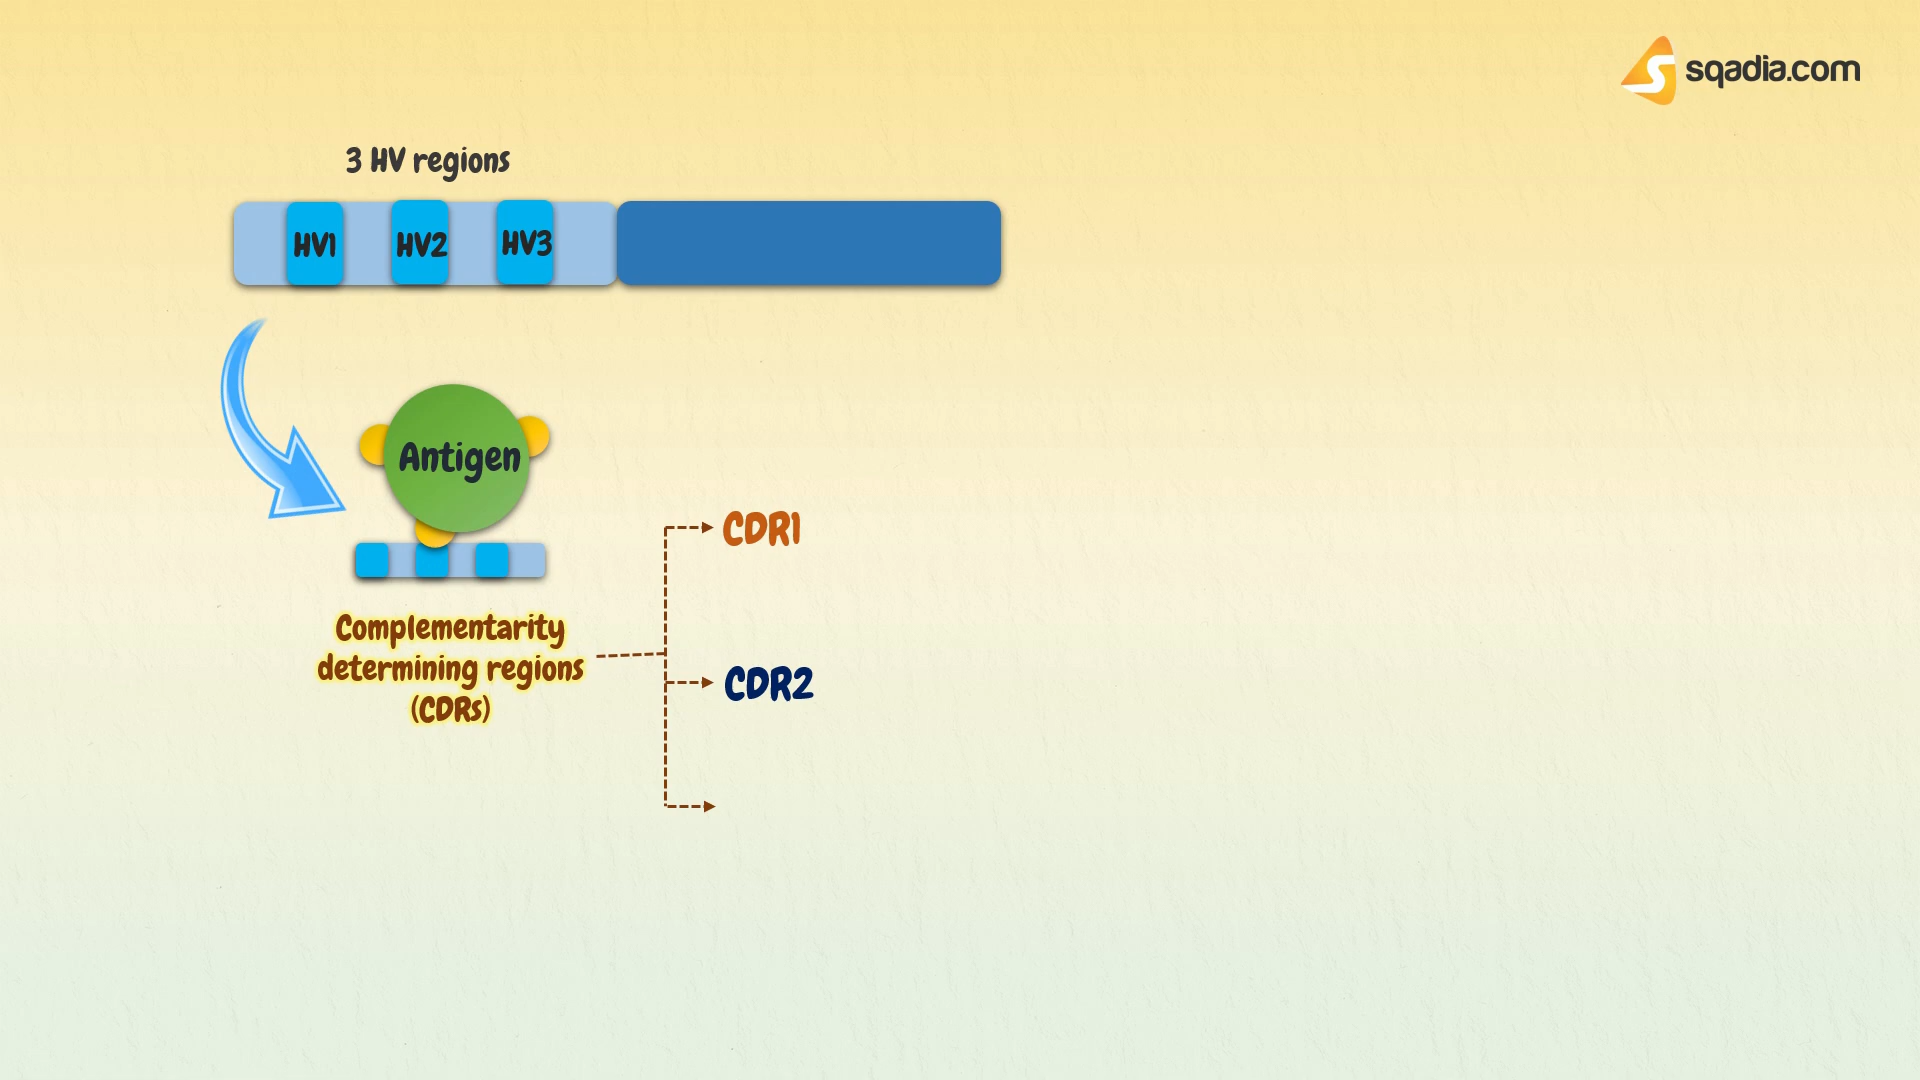 sqadia.com
3 HV regions
HV1 HV2 HV3
Antigen
CDR1
Complementarity
determining regions
(CDRs)
CDR2